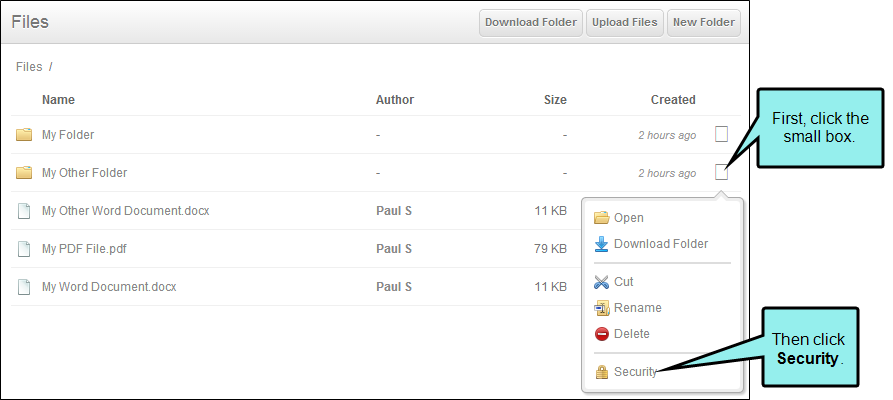 Files
Download Folder Upload Files New Folder
Files /
Name Author Size Created
First, click the
small box.
My Folder - - 2 hours ago
My Other Folder - - 2 hours ago
My Other Word Document.docx Paul S 11 KB
Open
Download Folder
My PDF File.pdf Paul S 79 KB
My Word Document.docx Paul S 11 KB
Cut
Rename
Delete
Security
Then click
Security.